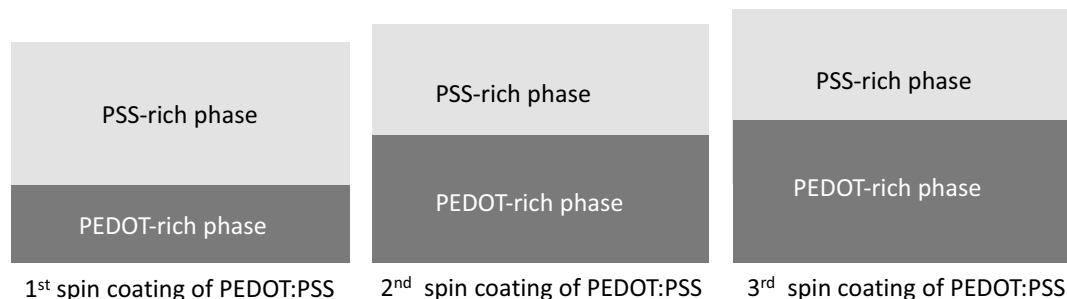 PSS-rich phase
PEDOT-rich phase
1st spin coating of PEDOT:PSS
PSS-rich phase
PEDOT-rich phase
2nd spin coating of PEDOT:PSS
PSS-rich phase
PEDOT-rich phase
3rd spin coating of PEDOT:PSS